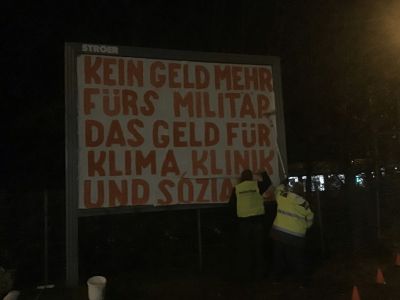 STRÖER
KEIN GELD MEHR
FÜRS MILITÄR
DAS GELD FÜR
KLIMA KLINIK
UND SOZIA